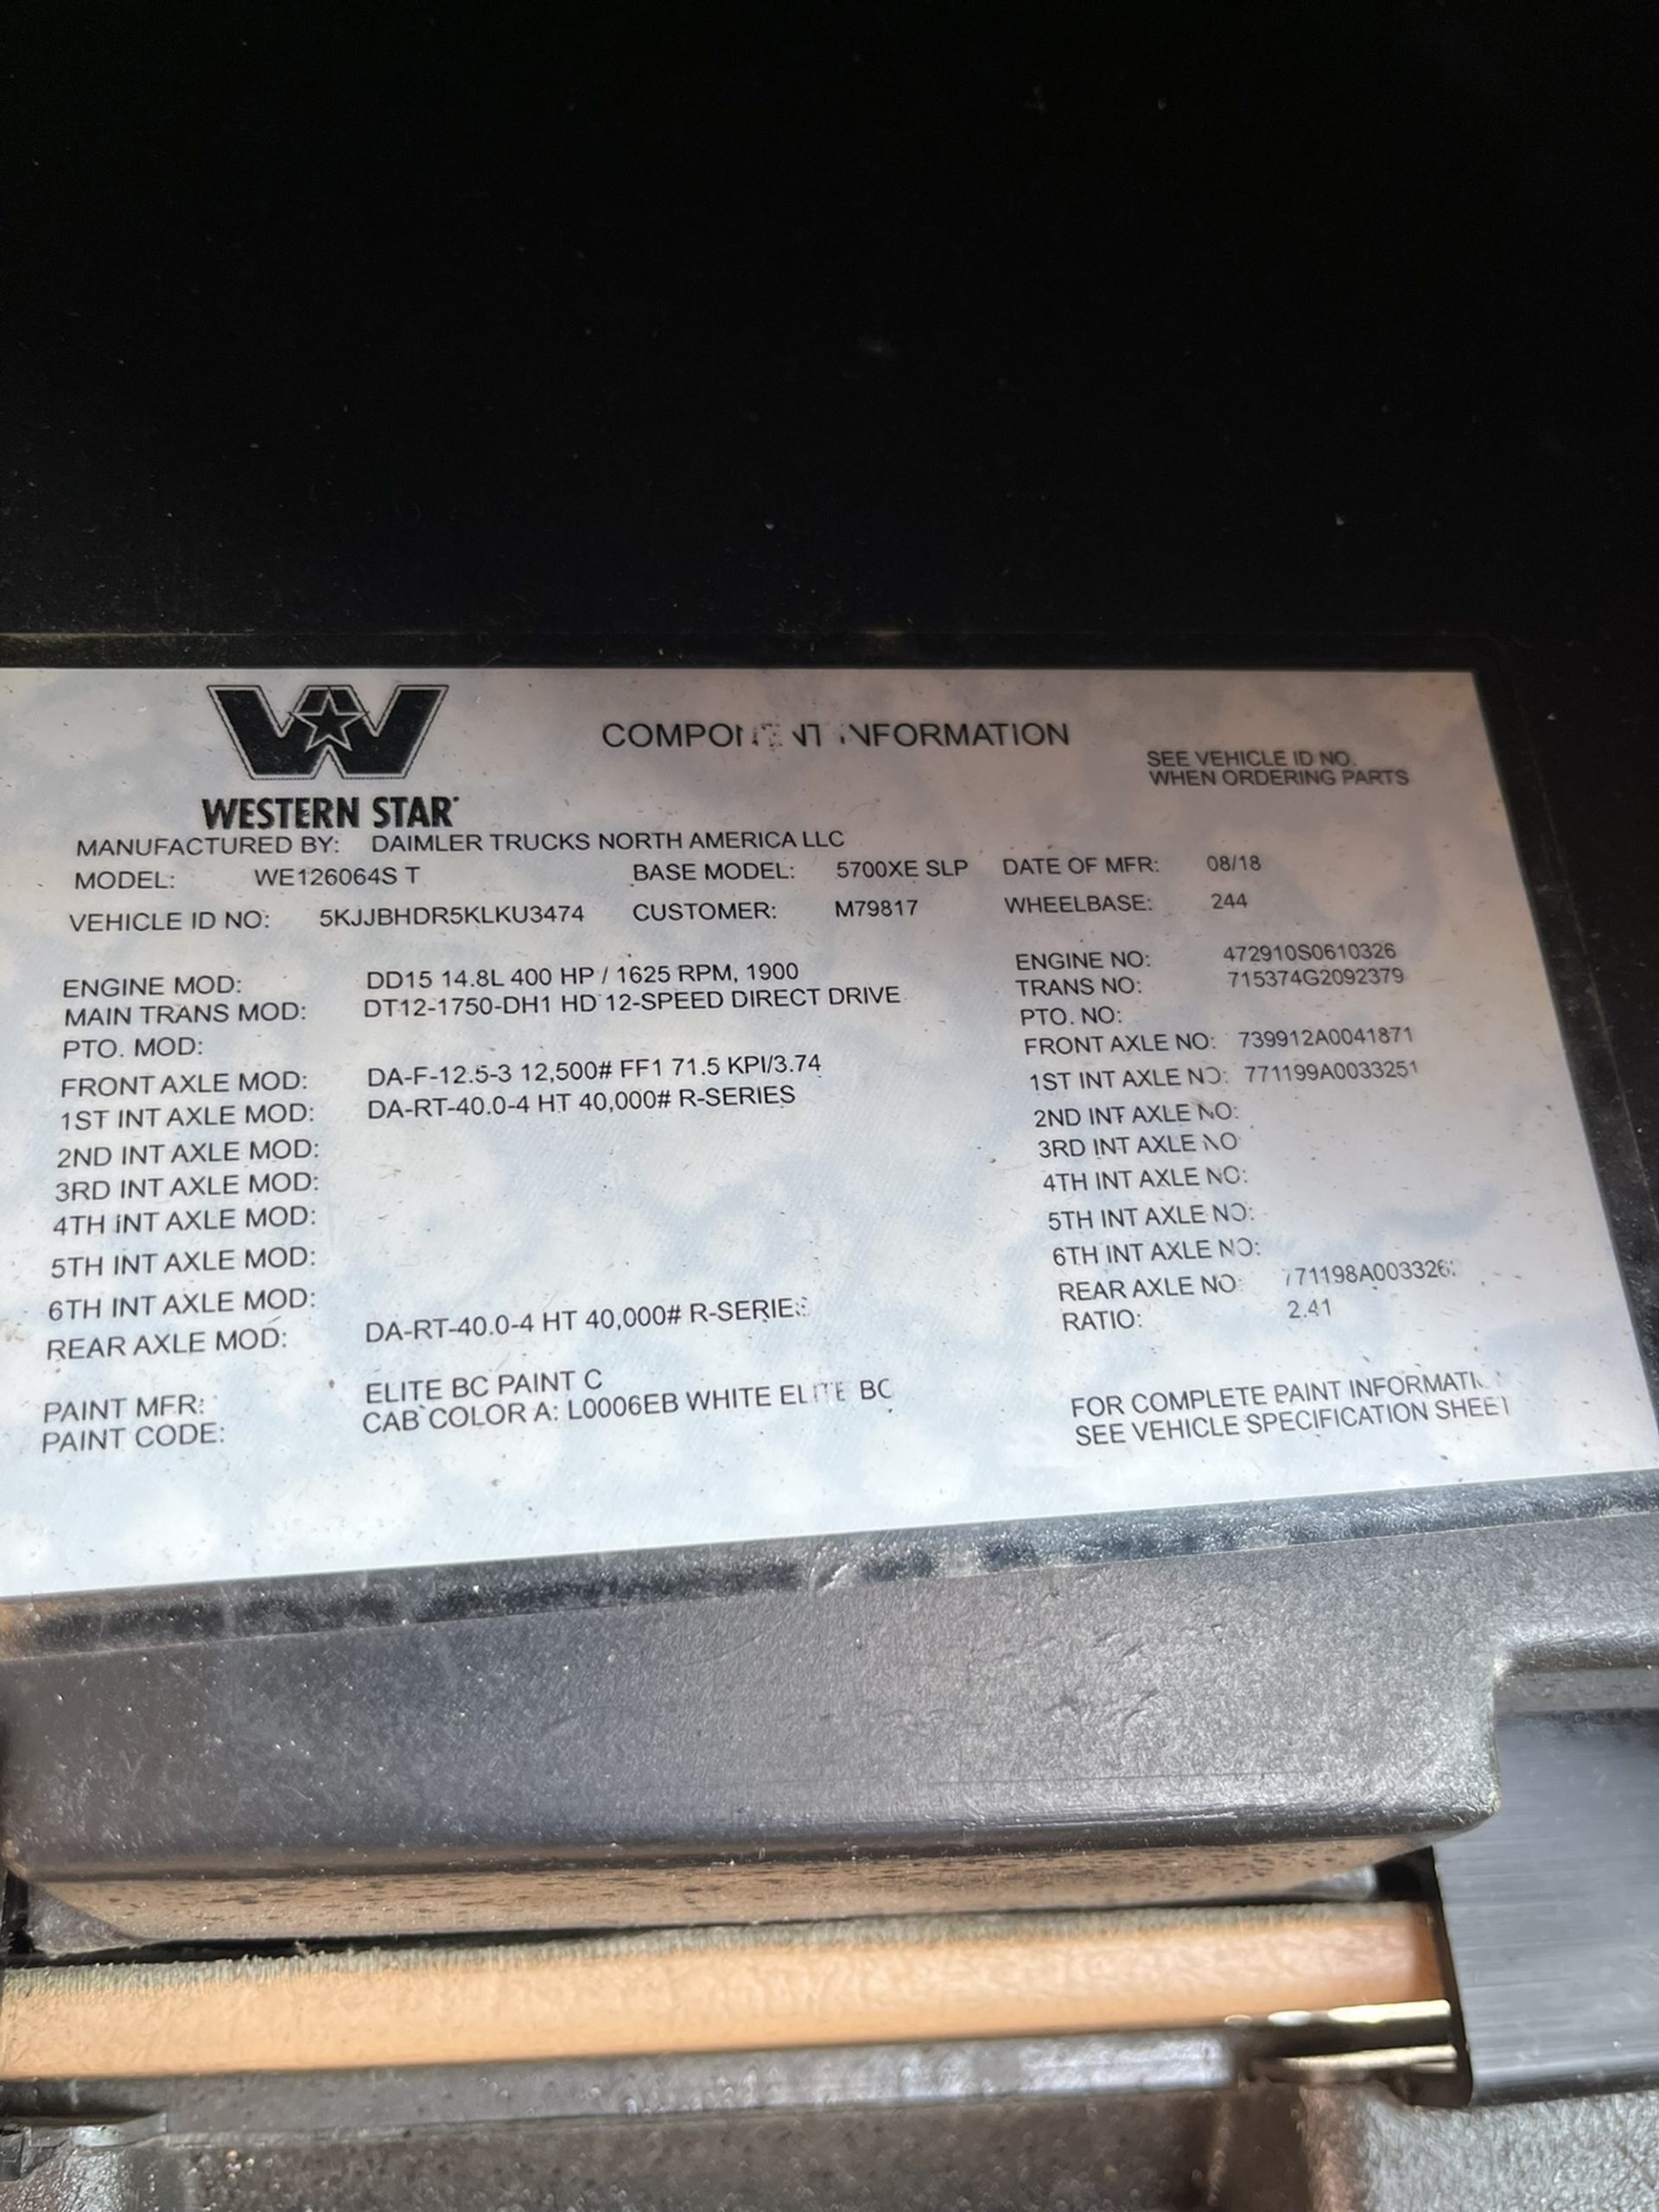 COMPONENT INFORMATION
SEE VEHICLE ID NO.
WHEN ORDERING PARTS
WESTERN STAR
MANUFACTURED BY: DAIMLER TRUCKS NORTH AMERICA LLC
MODEL: WE126064S T BASE MODEL: 5700XE SLP DATE OF MFR: 08/18
VEHICLE ID NO: 5KJJBHDR5KLKU3474 CUSTOMER: M79817 WHEELBASE: 244
ENGINE MOD: DD15 14.8L 400 HP / 1625 RPM, 1900 ENGINE NO: 472910S0610326
MAIN TRANS MOD: DT12-1750-DH1 HD 12-SPEED DIRECT DRIVE TRANS NO: 715374G2092379
PTO. MOD: PTO. NO:
FRONT AXLE MOD: DA-F-12.5-3 12,500# FF1 71.5 KPI/3.74 FRONT AXLE NO: 739912A0041871
1ST INT AXLE MOD: DA-RT-40.0-4 HT 40,000# R-SERIES 1ST INT AXLE NO: 771199A0033251
2ND INT AXLE MOD: 2ND INT AXLE NO:
3RD INT AXLE MOD: 3RD INT AXLE NO
4TH INT AXLE MOD: 4TH INT AXLE NO:
5TH INT AXLE MOD: 5TH INT AXLE NO:
6TH INT AXLE MOD: 6TH INT AXLE NO:
REAR AXLE MOD: DA-RT-40.0-4 HT 40,000# R-SERIES REAR AXLE NO:
RATIO: 2.41
PAINT MFR: ELITE BC PAINT C FOR COMPLETE PAINT INFORMATION
PAINT CODE: CAB COLOR A: L0006EB WHITE ELITE BC SEE VEHICLE SPECIFICATION SHEET